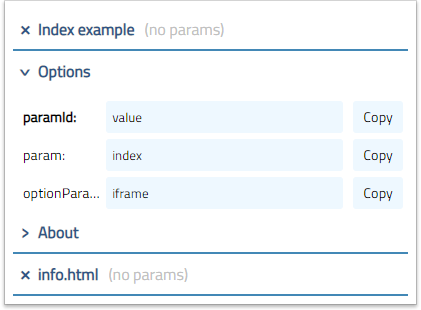 × Index example (no params)
Options
paramId: value Copy
param: index Copy
optionPara... iframe Copy
About
× info.html (no params)